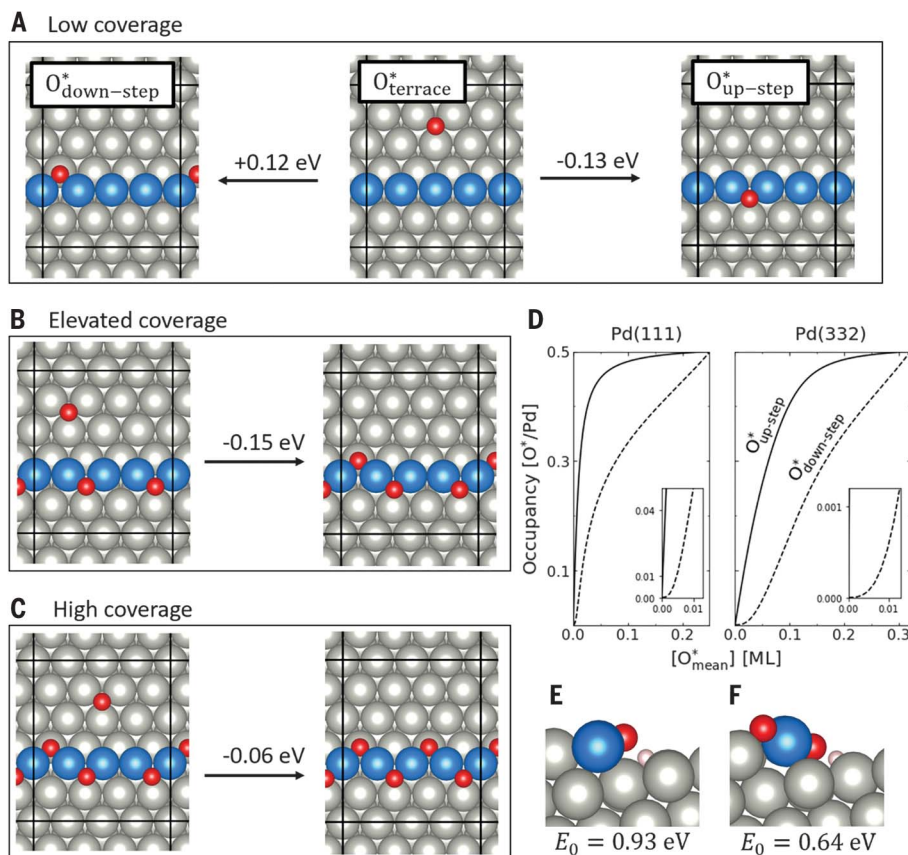 A Low coverage
O*down−step
O*terrace
O*up−step
+0.12 eV
-0.13 eV
B Elevated coverage
-0.15 eV
C High coverage
-0.06 eV
D
Pd(111) Pd(332)
Occupancy [O*/Pd]
0.5
0.3
0.1
0.04
0.01
0.00
0.00 0.01
O*up-step
O*down-step
0.001
0.000
0.00 0.01
0.0 0.1 0.2 0.0 0.1 0.2 0.3
[O*mean] [ML]
E F
E0 = 0.93 eV E0 = 0.64 eV